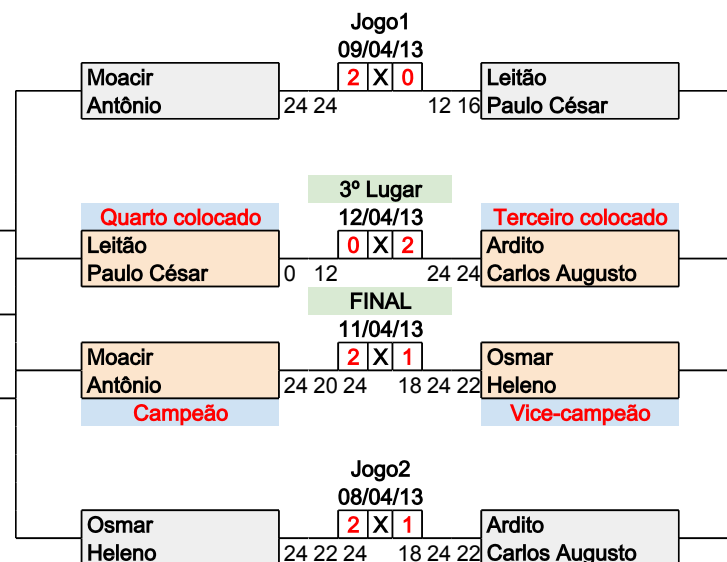 Jogo1
09/04/13
Moacir 2 X 0 Leitão
Antônio 24 24 12 16 Paulo César
3º Lugar
Quarto colocado 12/04/13 Terceiro colocado
Leitão 0 X 2 Ardito
Paulo César 0 12 24 24 Carlos Augusto
FINAL
11/04/13
Moacir 2 X 1 Osmar
Antônio 24 20 24 18 24 22 Heleno
Campeão Vice-campeão
Jogo2
08/04/13
Osmar 2 X 1 Ardito
Heleno 24 22 24 18 24 22 Carlos Augusto